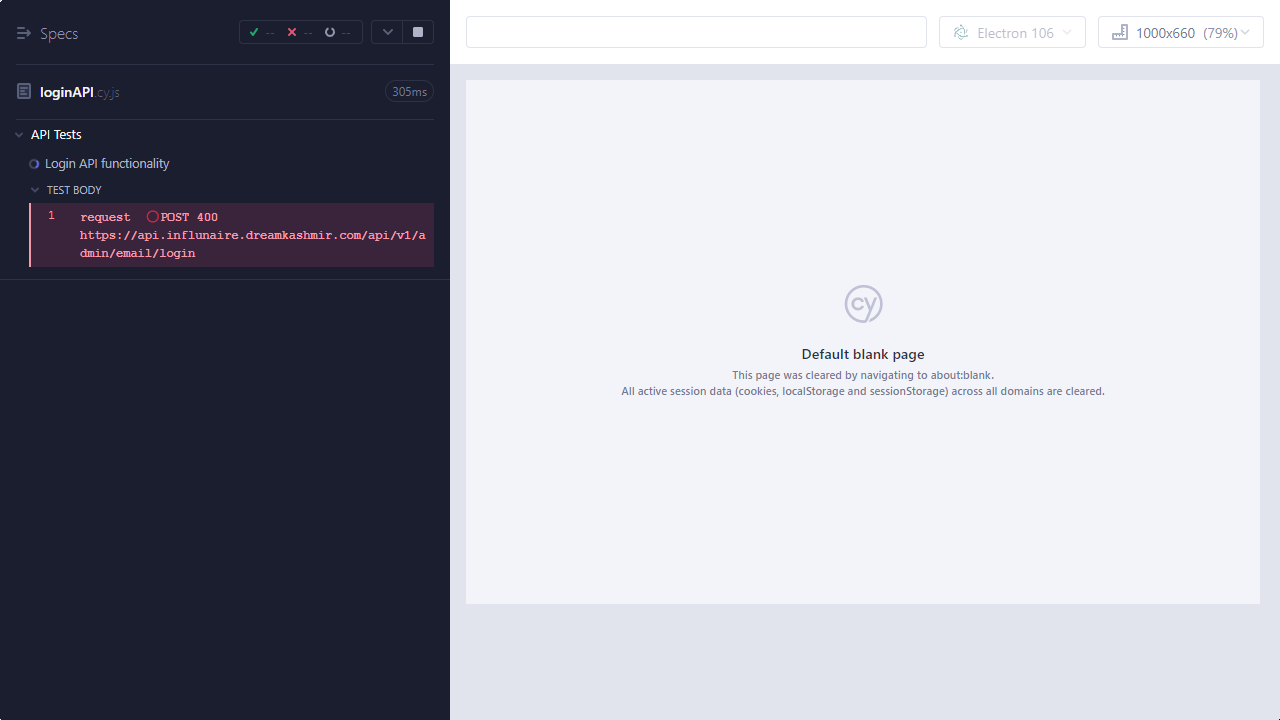 Specs
--
--
--
Electron 106
1000x660 (79%)
loginAPI.cy.js
305ms
API Tests
Login API functionality
TEST BODY
1 request POST 400
https://api.influnaire.dreamkashmir.com/api/v1/a
dmin/email/login
cy
Default blank page
This page was cleared by navigating to about:blank.
All active session data (cookies, localStorage and sessionStorage) across all domains are cleared.